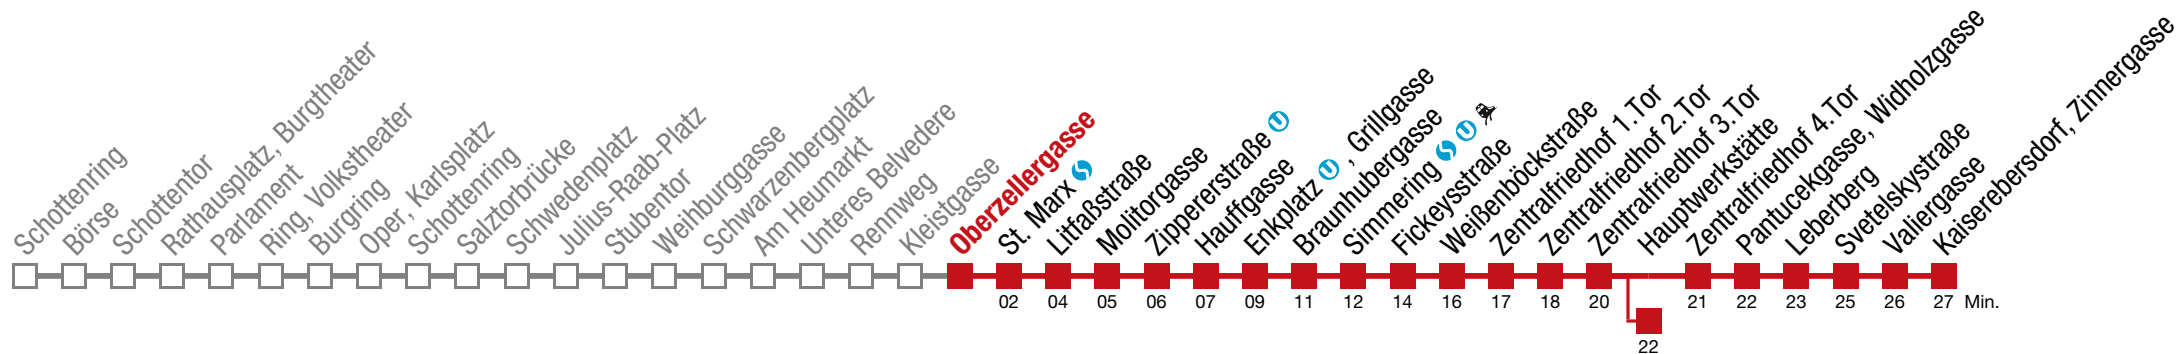 Schottenring
Börse
Schottentor
Rathausplatz, Burgtheater
Parlament
Ring, Volkstheater
Burgring
Oper, Karlsplatz
Schottenring
Salztorbrücke
Schwedenplatz
Julius-Raab-Platz
Stubentor
Weihburggasse
Schwarzenbergplatz
Am Heumarkt
Unteres Belvedere
Rennweg
Kleistgasse
Oberzellergasse
St. Marx S
Litfaßstraße
Molitorgasse
Zippererstraße U
Hauffgasse
Enkplatz U , Grillgasse
Braunhubergasse
Simmering S U
Fickeysstraße
Weißenböckstraße
Zentralfriedhof 1.Tor
Zentralfriedhof 2.Tor
Zentralfriedhof 3.Tor
Hauptwerkstätte
Zentralfriedhof 4.Tor
Pantucekgasse, Widholzgasse
Leberberg
Svetelskystraße
Valiergasse
Kaiserebersdorf, Zinnergasse
02 04 05 06 07 09 11 12 14 16 17 18 20 21 22 23 25 26 27 Min.
22